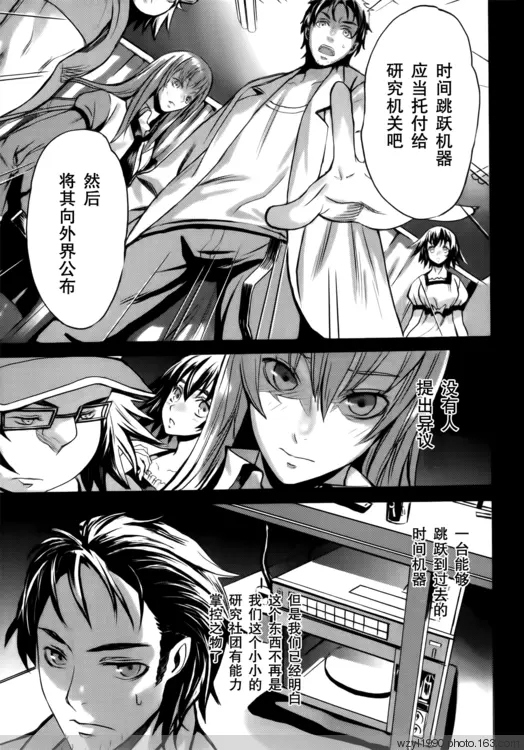 时间跳跃机器
应当托付给
研究机关吧
然后
将其向外界公布
没有人
提出异议
一台能够
跳跃到过去的
时间机器
但是我们已经明白
这个东西不再是
我们这个小小的
研究社团有能力
掌控之物了
wzyl1990.photo.163.com